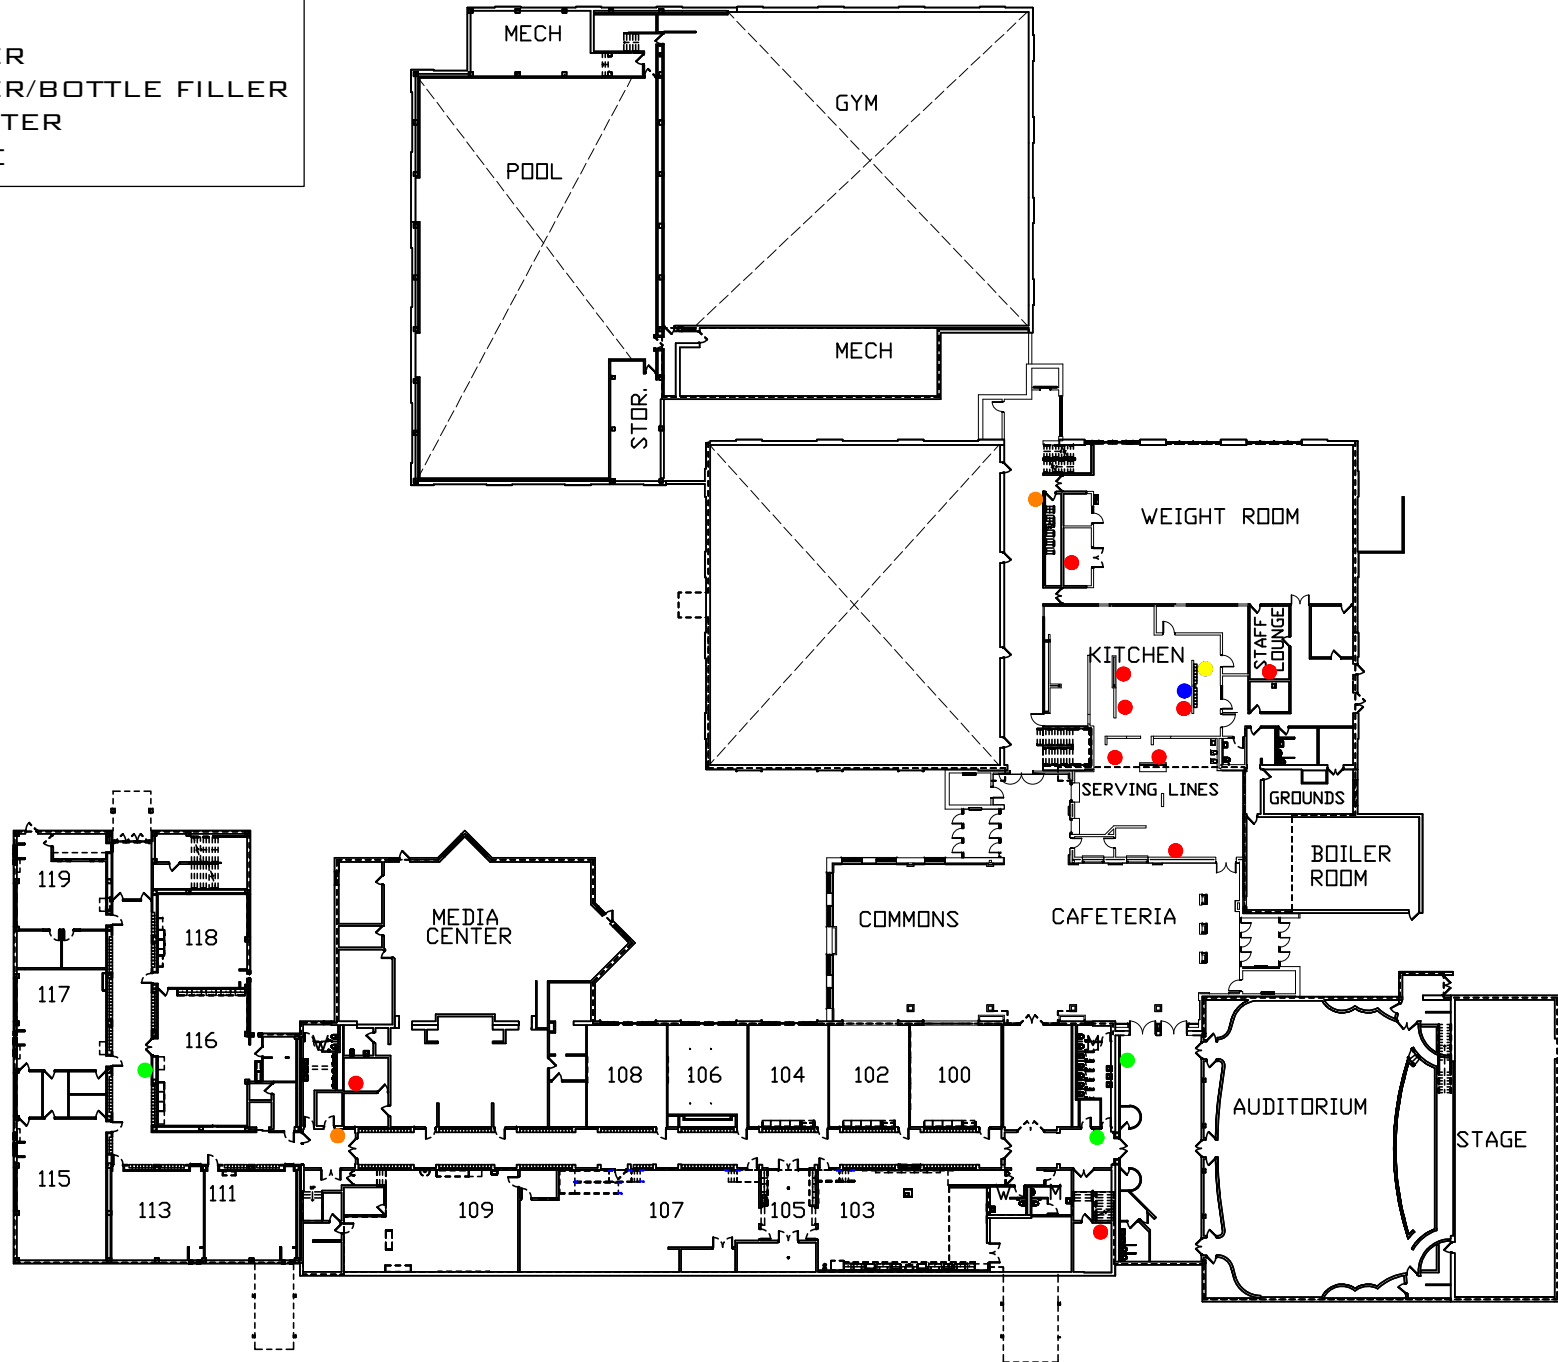 ER
ER/BOTTLE FILLER
TER
MECH
GYM
POOL
MECH
STOR.
WEIGHT ROOM
STAFF
LOUNGE
KITCHEN
SERVING LINES
GROUNDS
BOILER
ROOM
119
118
117
116
115
113
111
MEDIA
CENTER
COMMONS
CAFETERIA
M
W
108
106
104
102
100
109
107
105
103
W
M
AUDITORIUM
STAGE